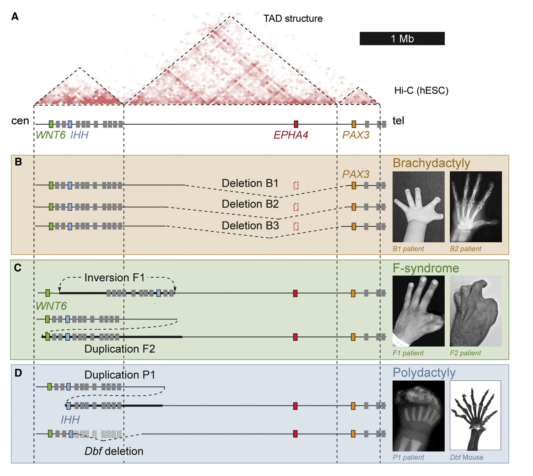 A
TAD structure
1 Mb
Hi-C (hESC)
cen
tel
WNT6 IHH
EPHA4
PAX3
B
PAX3
Brachydactyly
Deletion B1
Deletion B2
Deletion B3
B1 patient
B2 patient
C
Inversion F1
F-syndrome
WNT6
Duplication F2
F1 patient
F2 patient
D
Duplication P1
Polydactyly
IHH
Dbf deletion
P1 patient
Dbf Mouse